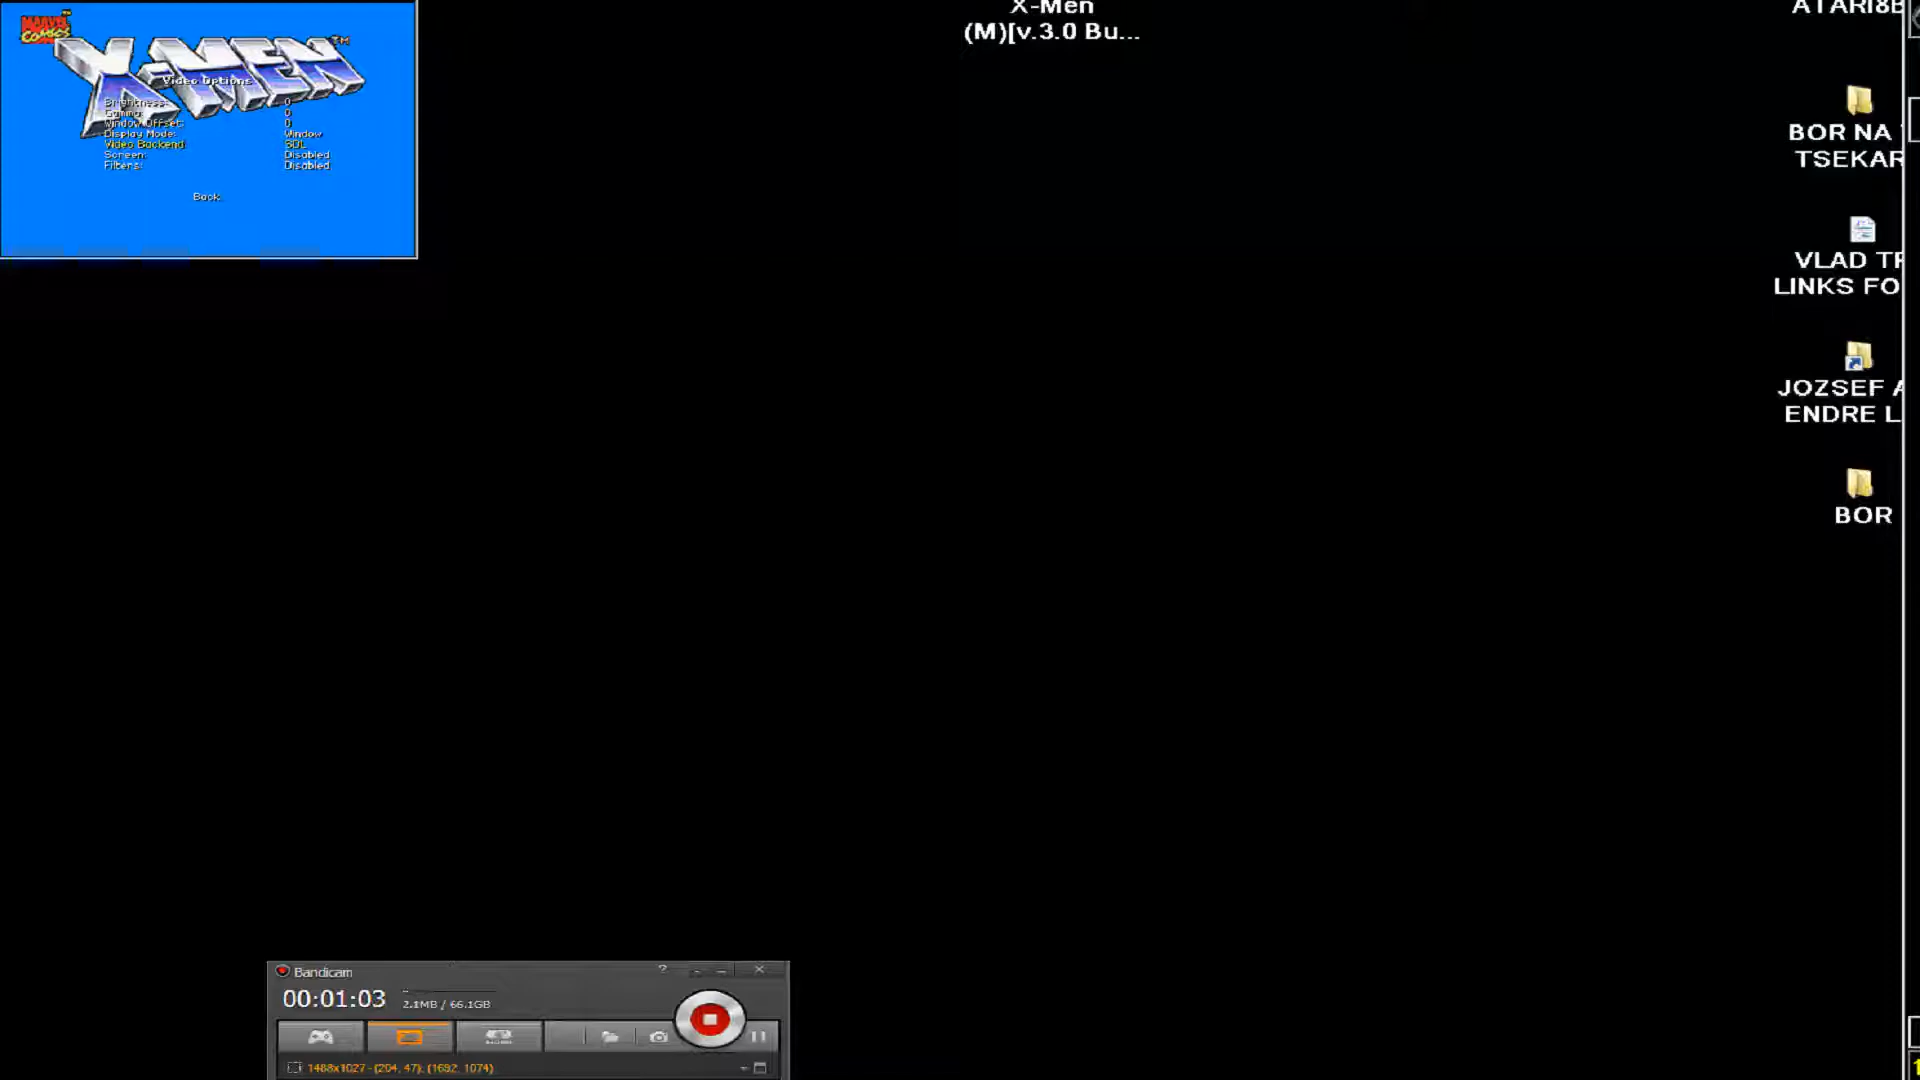 MARVEL
COMICS
X-MEN TM
Video Options
Brightness: 0
Gamma: 0
Window Offset: 0
Display Mode: Window
Video Backend: SDL
Screen: Disabled
Filters: Disabled
Back
X-Men
(M)[v.3.0 Bu...
ATARI8B
BOR NA
TSEKAR
VLAD TR
LINKS FO
JOZSEF A
ENDRE L
BOR
Bandicam
00:01:03
2.1MB / 66.1GB
1488x1027 - (204, 47), (1692, 1074)